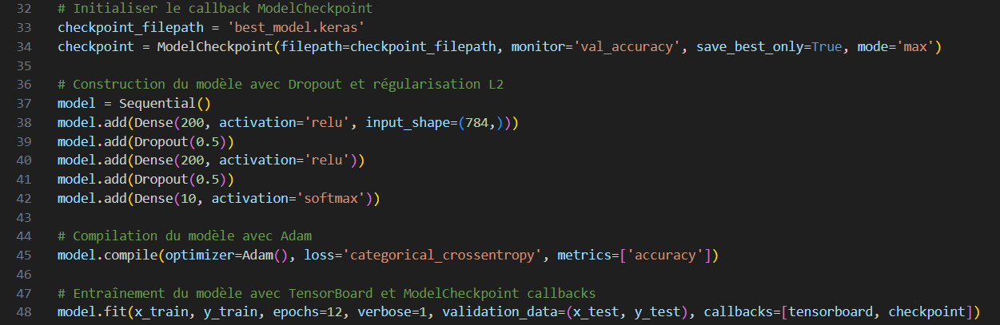 32 # Initialiser le callback ModelCheckpoint
33 checkpoint_filepath = 'best_model.keras'
34 checkpoint = ModelCheckpoint(filepath=checkpoint_filepath, monitor='val_accuracy', save_best_only=True, mode='max')
35
36 # Construction du modèle avec Dropout et régularisation L2
37 model = Sequential()
38 model.add(Dense(200, activation='relu', input_shape=(784,)))
39 model.add(Dropout(0.5))
40 model.add(Dense(200, activation='relu'))
41 model.add(Dropout(0.5))
42 model.add(Dense(10, activation='softmax'))
43
44 # Compilation du modèle avec Adam
45 model.compile(optimizer=Adam(), loss='categorical_crossentropy', metrics=['accuracy'])
46
47 # Entraînement du modèle avec TensorBoard et ModelCheckpoint callbacks
48 model.fit(x_train, y_train, epochs=12, verbose=1, validation_data=(x_test, y_test), callbacks=[tensorboard, checkpoint])